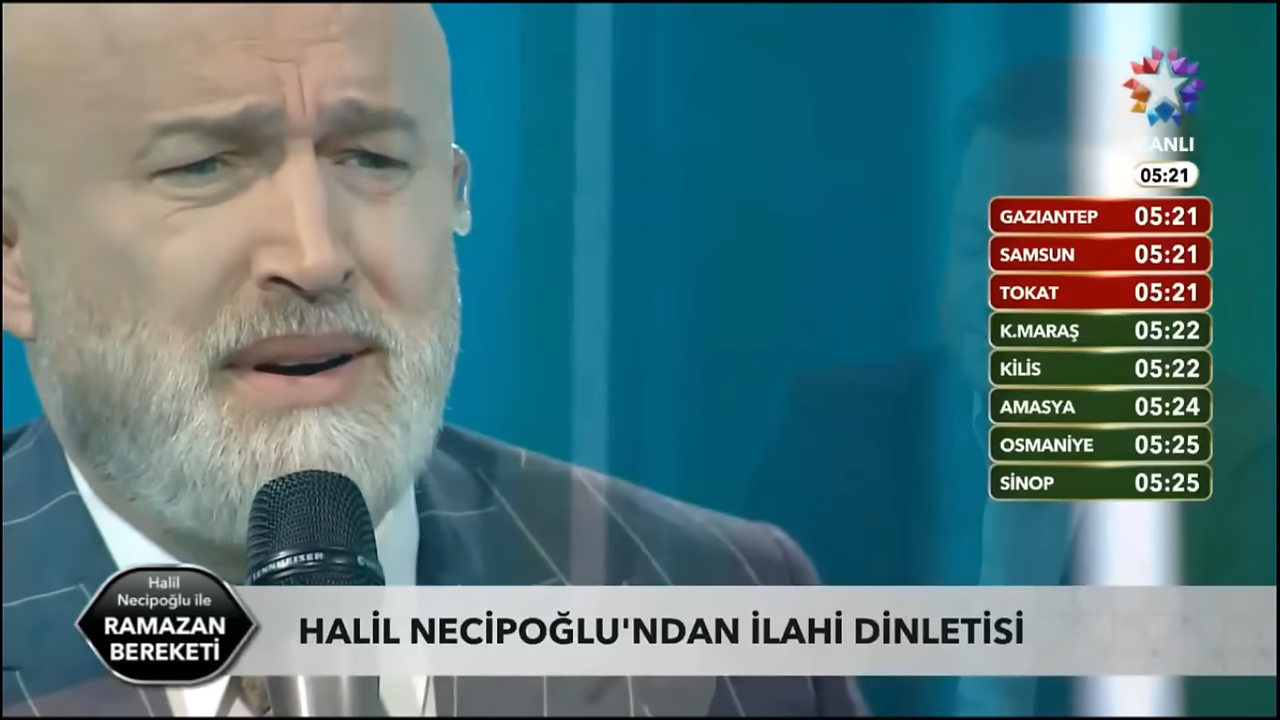 CANLI
05:21
GAZIANTEP 05:21
SAMSUN 05:21
TOKAT 05:21
K.MARAŞ 05:22
KİLİS 05:22
AMASYA 05:24
OSMANİYE 05:25
SİNOP 05:25
SENNHEISER
Halil
Necipoğlu ile
RAMAZAN
BEREKETİ
HALİL NECİPOĞLU'NDAN İLAHİ DİNLETİSİ